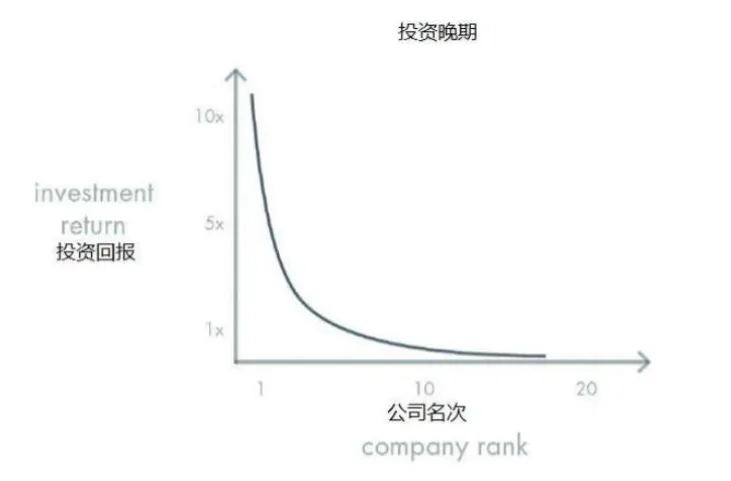 投资晚期
10x
investment
return
投资回报
5x
1x
1 10 20
公司名次
company rank